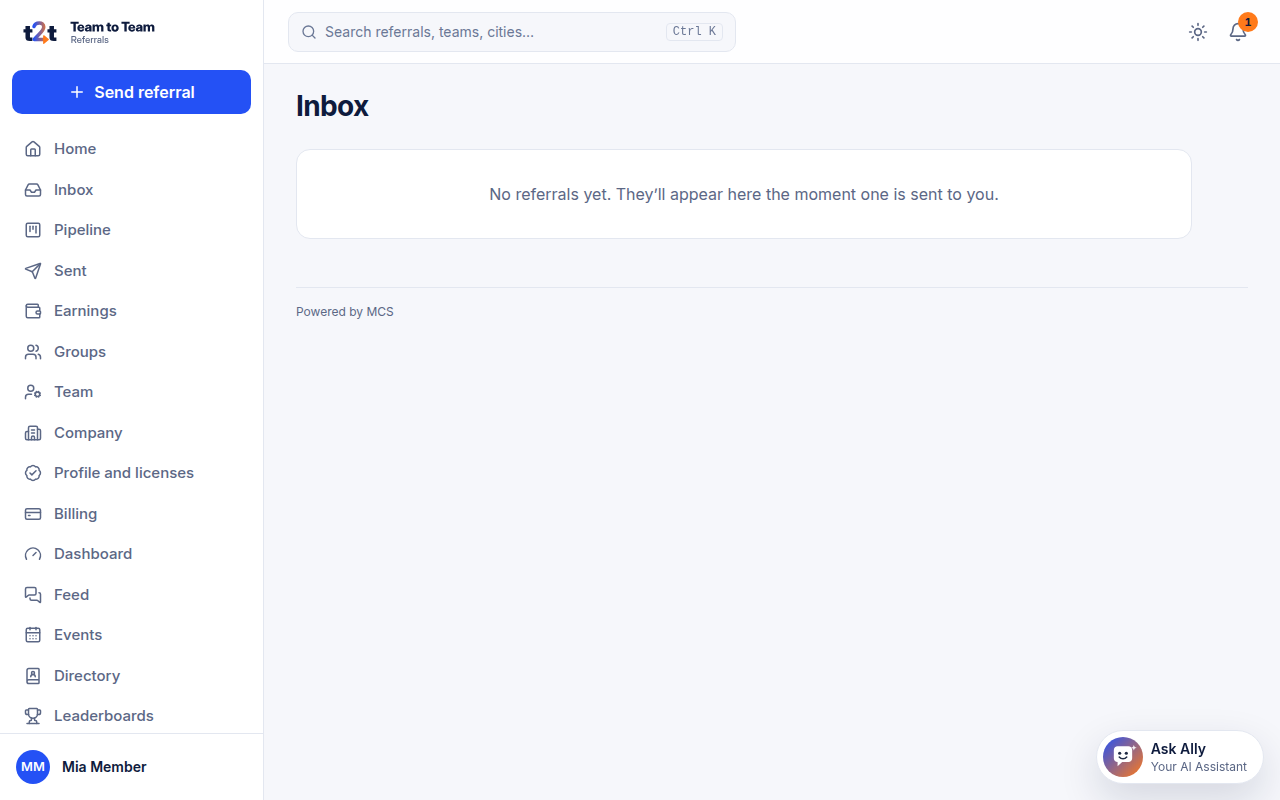 t2t Team to Team
Referrals
Search referrals, teams, cities...
Ctrl K
1
Send referral
Home
Inbox
Pipeline
Sent
Earnings
Groups
Team
Company
Profile and licenses
Billing
Dashboard
Feed
Events
Directory
Leaderboards
MM Mia Member
Inbox
No referrals yet. They’ll appear here the moment one is sent to you.
Powered by MCS
Ask Ally
Your AI Assistant